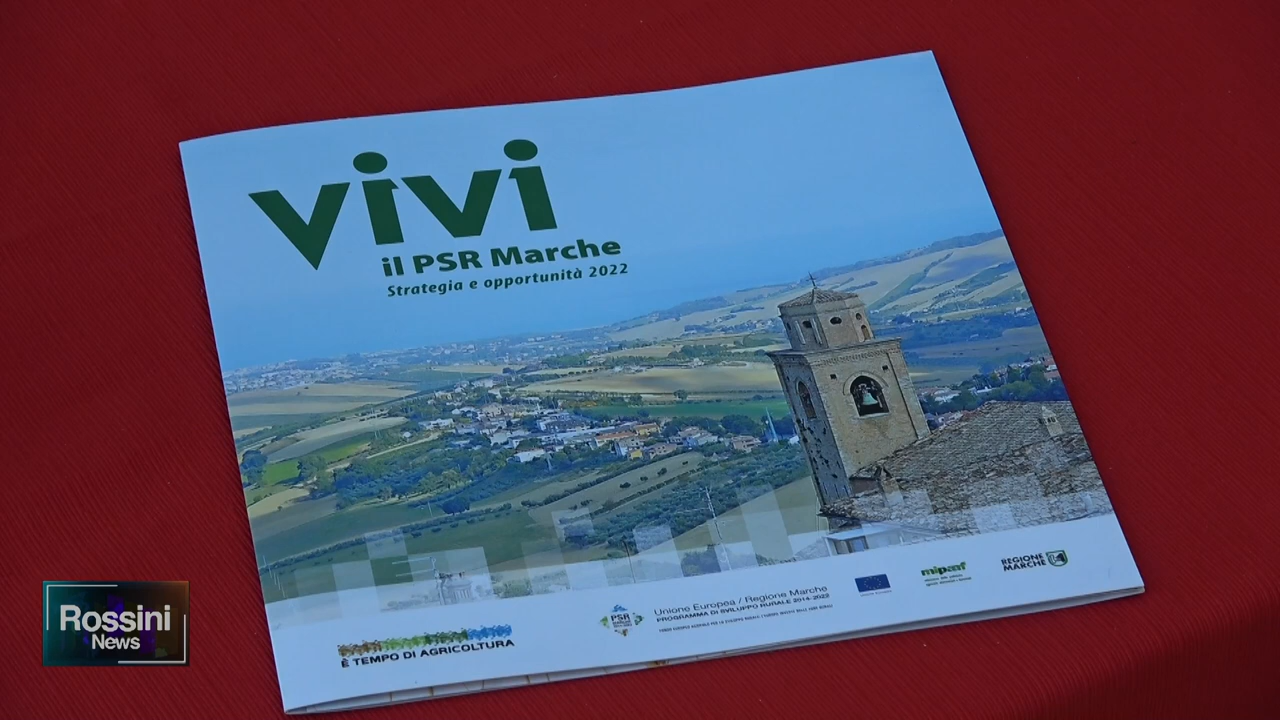 vivi
il PSR Marche
Strategia e opportunità 2022
È TEMPO DI AGRICOLTURA
PSR
Unione Europea / Regione Marche
PROGRAMMA DI SVILUPPO RURALE 2014-2022
mipaaf
REGIONE
MARCHE
Rossini
News